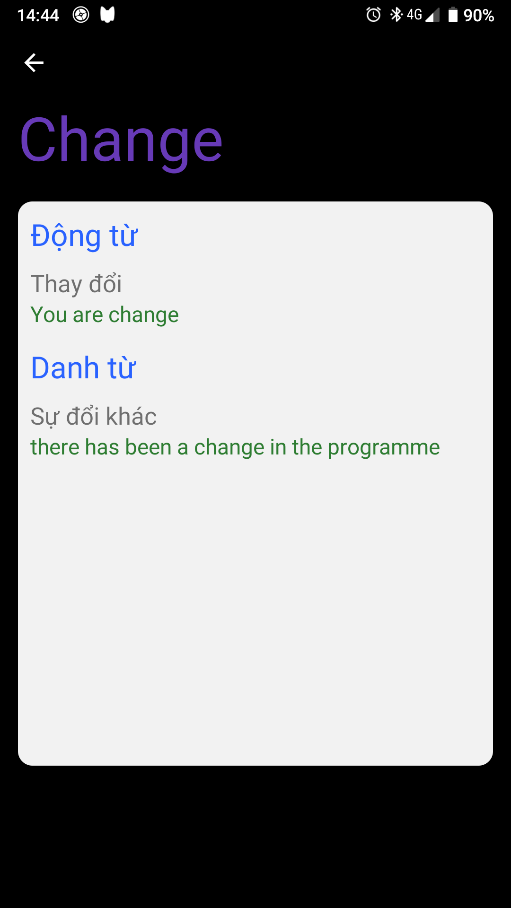 14:44 4G 90%
Change
Động từ
Thay đổi
You are change
Danh từ
Sự đổi khác
there has been a change in the programme